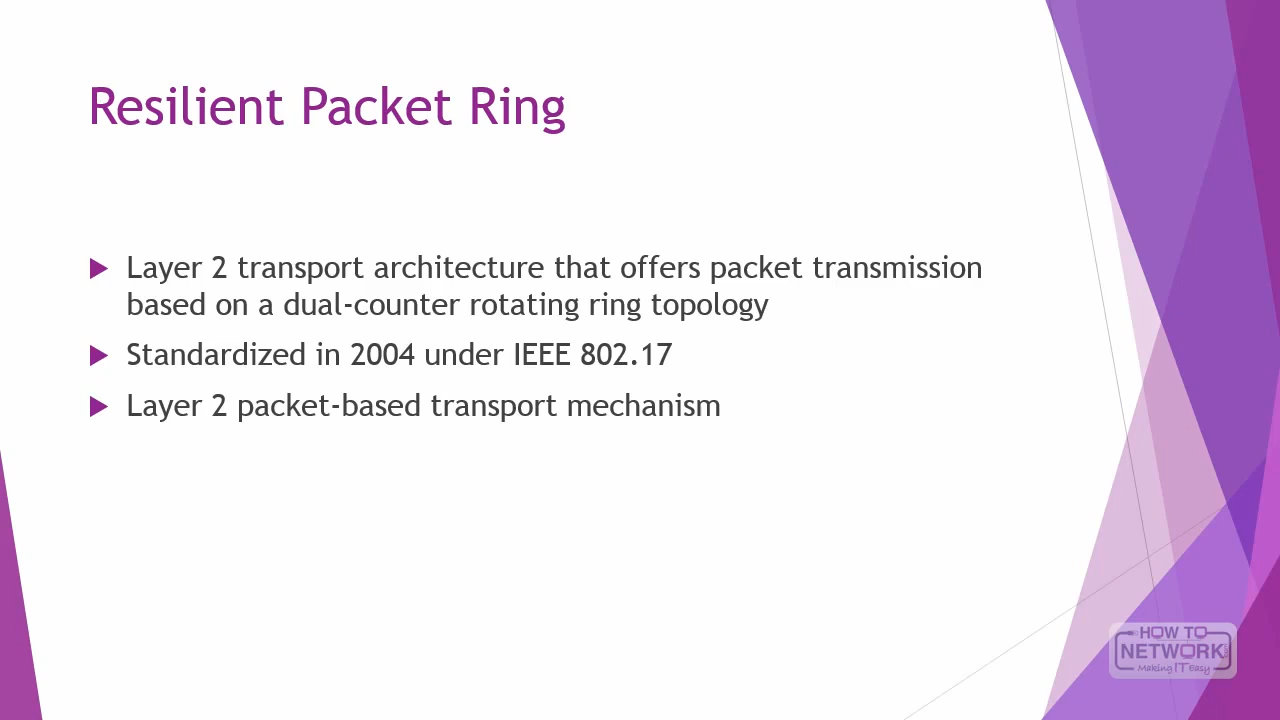 Resilient Packet Ring
Layer 2 transport architecture that offers packet transmission
based on a dual-counter rotating ring topology
Standardized in 2004 under IEEE 802.17
Layer 2 packet-based transport mechanism
HOW TO
NETWORK
Making IT Easy